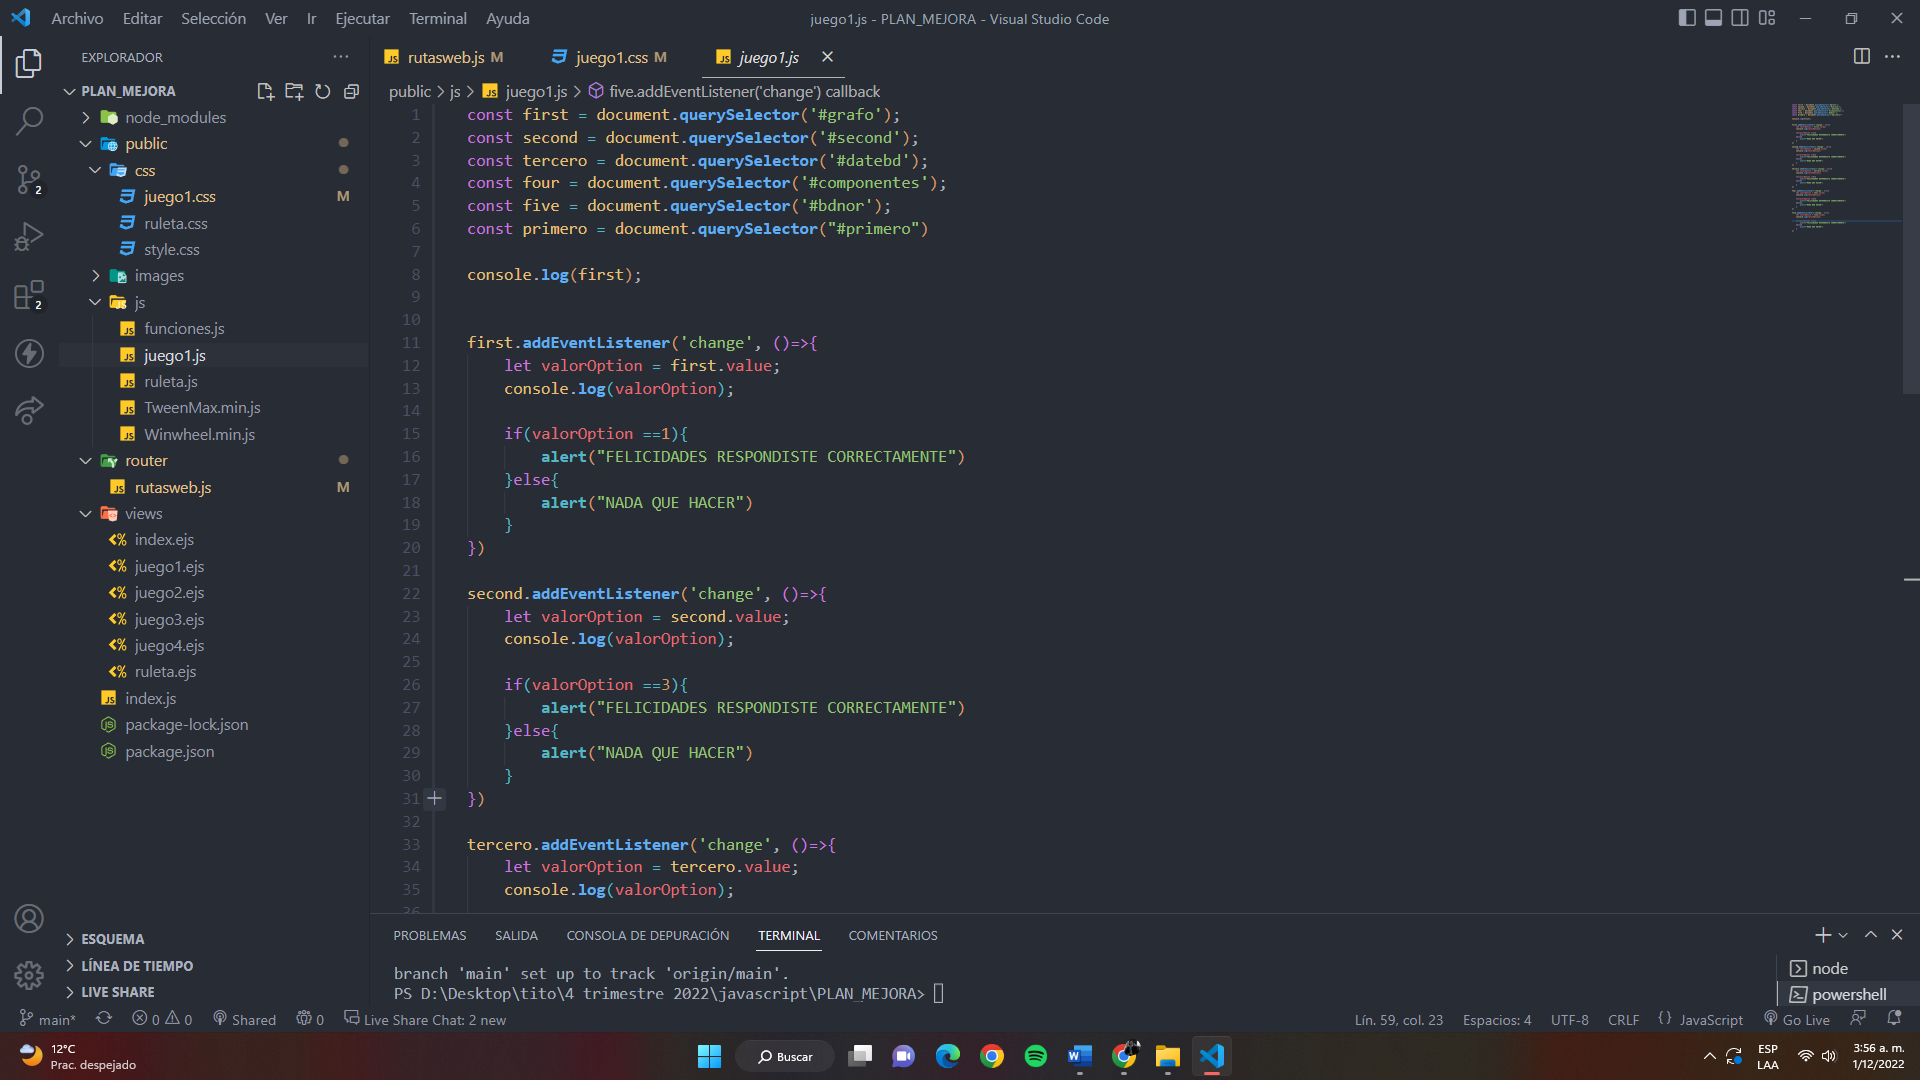 Archivo Editar Selección Ver Ir Ejecutar Terminal Ayuda
juego1.js - PLAN_MEJORA - Visual Studio Code
EXPLORADOR
PLAN_MEJORA
node_modules
public
css
juego1.css M
ruleta.css
style.css
images
js
funciones.js
juego1.js
ruleta.js
TweenMax.min.js
Winwheel.min.js
router
rutasweb.js M
views
index.ejs
juego1.ejs
juego2.ejs
juego3.ejs
juego4.ejs
ruleta.ejs
index.js
package-lock.json
package.json
ESQUEMA
LÍNEA DE TIEMPO
LIVE SHARE
2
2
rutasweb.js M juego1.css M juego1.js
public > js > juego1.js > five.addEventListener('change') callback
1 const first = document.querySelector('#grafo');
2 const second = document.querySelector('#second');
3 const tercero = document.querySelector('#datebd');
4 const four = document.querySelector('#componentes');
5 const five = document.querySelector('#bdnor');
6 const primero = document.querySelector("#primero")
7
8 console.log(first);
9
10
11 first.addEventListener('change', ()=>{
12 let valorOption = first.value;
13 console.log(valorOption);
14
15 if(valorOption ==1){
16 alert("FELICIDADES RESPONDISTE CORRECTAMENTE")
17 }else{
18 alert("NADA QUE HACER")
19 }
20 })
21
22 second.addEventListener('change', ()=>{
23 let valorOption = second.value;
24 console.log(valorOption);
25
26 if(valorOption ==3){
27 alert("FELICIDADES RESPONDISTE CORRECTAMENTE")
28 }else{
29 alert("NADA QUE HACER")
30 }
31 })
32
33 tercero.addEventListener('change', ()=>{
34 let valorOption = tercero.value;
35 console.log(valorOption);
36
PROBLEMAS SALIDA CONSOLA DE DEPURACIÓN TERMINAL COMENTARIOS
branch 'main' set up to track 'origin/main'.
PS D:\Desktop\tito\4 trimestre 2022\javascript\PLAN_MEJORA>
node
powershell
main* 0 0 Shared 0 Live Share Chat: 2 new
Lín. 59, col. 23 Espacios: 4 UTF-8 CRLF {} JavaScript Go Live
12°C
Prac. despejado
Buscar
ESP
LAA
3:56 a. m.
1/12/2022